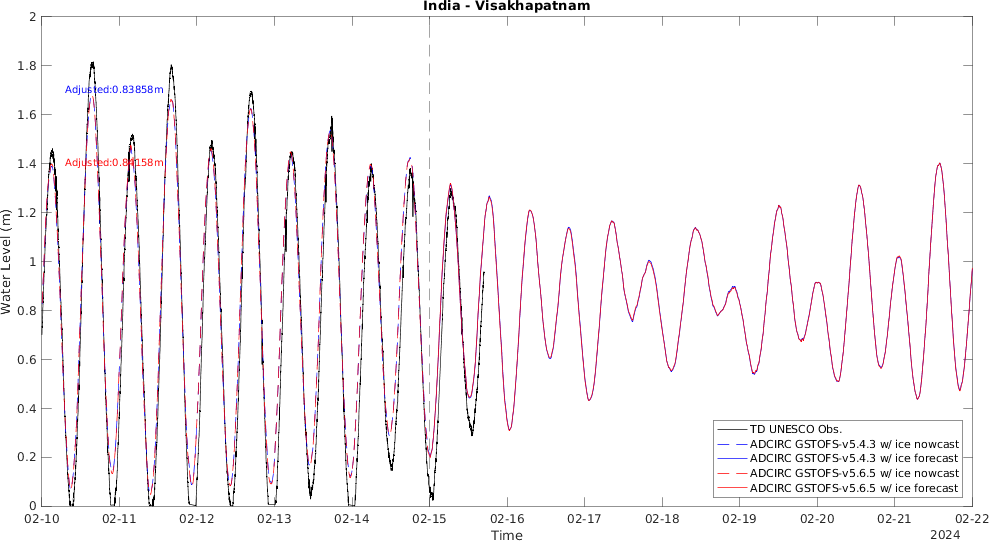 India - Visakhapatnam
Water Level (m)
2
1.8
1.6
1.4
1.2
1
0.8
0.6
0.4
0.2
0
Adjusted:0.83858m
Adjusted:0.84158m
TD UNESCO Obs.
ADCIRC GSTOFS-v5.4.3 w/ ice nowcast
ADCIRC GSTOFS-v5.4.3 w/ ice forecast
ADCIRC GSTOFS-v5.6.5 w/ ice nowcast
ADCIRC GSTOFS-v5.6.5 w/ ice forecast
02-10 02-11 02-12 02-13 02-14 02-15 02-16 02-17 02-18 02-19 02-20 02-21 02-22
Time
2024